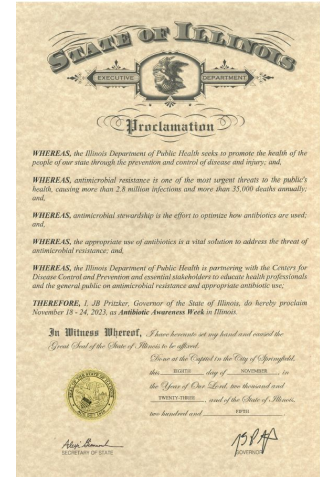 STATE OF ILLINOIS
EXECUTIVE DEPARTMENT
Proclamation
WHEREAS, the Illinois Department of Public Health seeks to promote the health of the
people of our state through the prevention and control of disease and injury; and,
WHEREAS, antimicrobial resistance is one of the most urgent threats to the public's
health, causing more than 2.8 million infections and more than 35,000 deaths annually;
and,
WHEREAS, antimicrobial stewardship is the effort to optimize how antibiotics are used;
and,
WHEREAS, the appropriate use of antibiotics is a vital solution to address the threat of
antimicrobial resistance; and,
WHEREAS, the Illinois Department of Public Health is partnering with the Centers for
Disease Control and Prevention and essential stakeholders to educate health professionals
and the general public on antimicrobial resistance and appropriate antibiotic use;
THEREFORE, I, JB Pritzker, Governor of the State of Illinois, do hereby proclaim
November 18 - 24, 2023, as Antibiotic Awareness Week in Illinois.
In Witness Whereof, I have hereunto set my hand and caused the
Great Seal of the State of Illinois to be affixed.
Done at the Capitol in the City of Springfield,
this EIGHTH day of NOVEMBER in
the Year of Our Lord, two thousand and
TWENTY-THREE, and of the State of Illinois,
two hundred and FIFTH
SECRETARY OF STATE
GOVERNOR